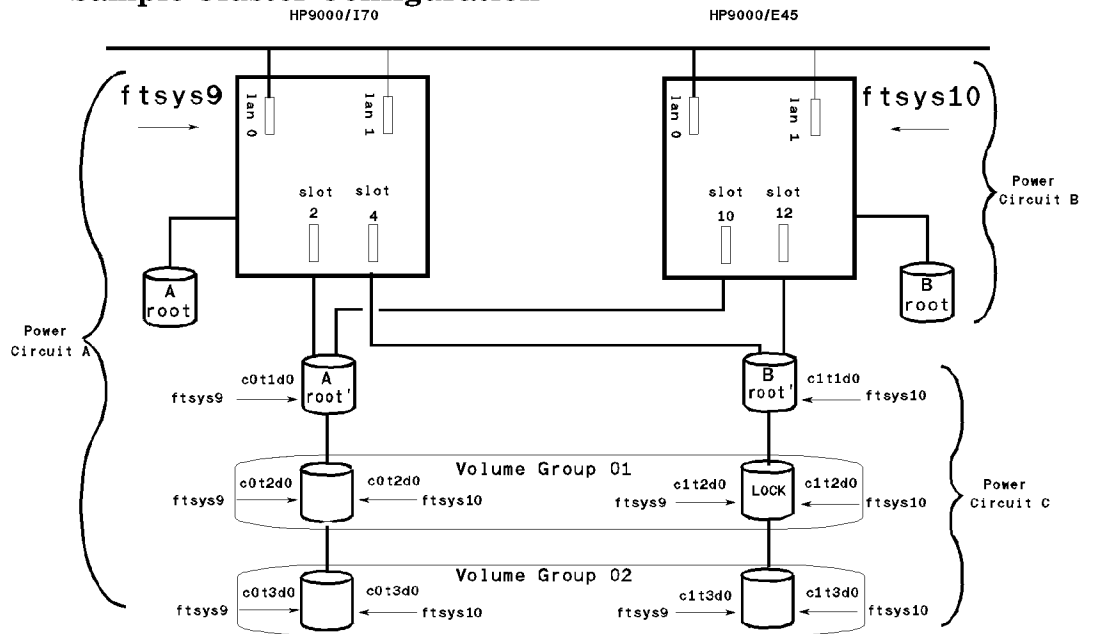 Sample Cluster Configuration
HP9000/I70
HP9000/E45
ftsys9
lan 0
lan 1
lan 0
lan 1
ftsys10
slot 2
slot 4
slot 10
slot 12
Power Circuit B
A root
B root
Power Circuit A
A root'
c0t1d0
ftsys9
B root'
c1t1d0
ftsys10
Volume Group 01
c0t2d0
ftsys9
c0t2d0
ftsys10
c1t2d0
ftsys9
LOCK
c1t2d0
ftsys10
Power Circuit C
Volume Group 02
c0t3d0
ftsys9
c0t3d0
ftsys10
c1t3d0
ftsys9
c1t3d0
ftsys10